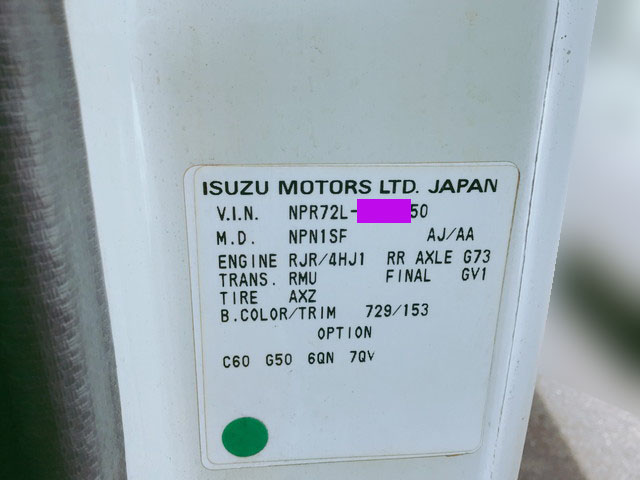 ISUZU MOTORS LTD. JAPAN
V.I.N. NPR72L-50
M.D. NPN1SF AJ/AA
ENGINE RJR/4HJ1 RR AXLE G73
TRANS. RMU FINAL GV1
TIRE AXZ
B.COLOR/TRIM 729/153
OPTION
C60 G50 6QN 7QV